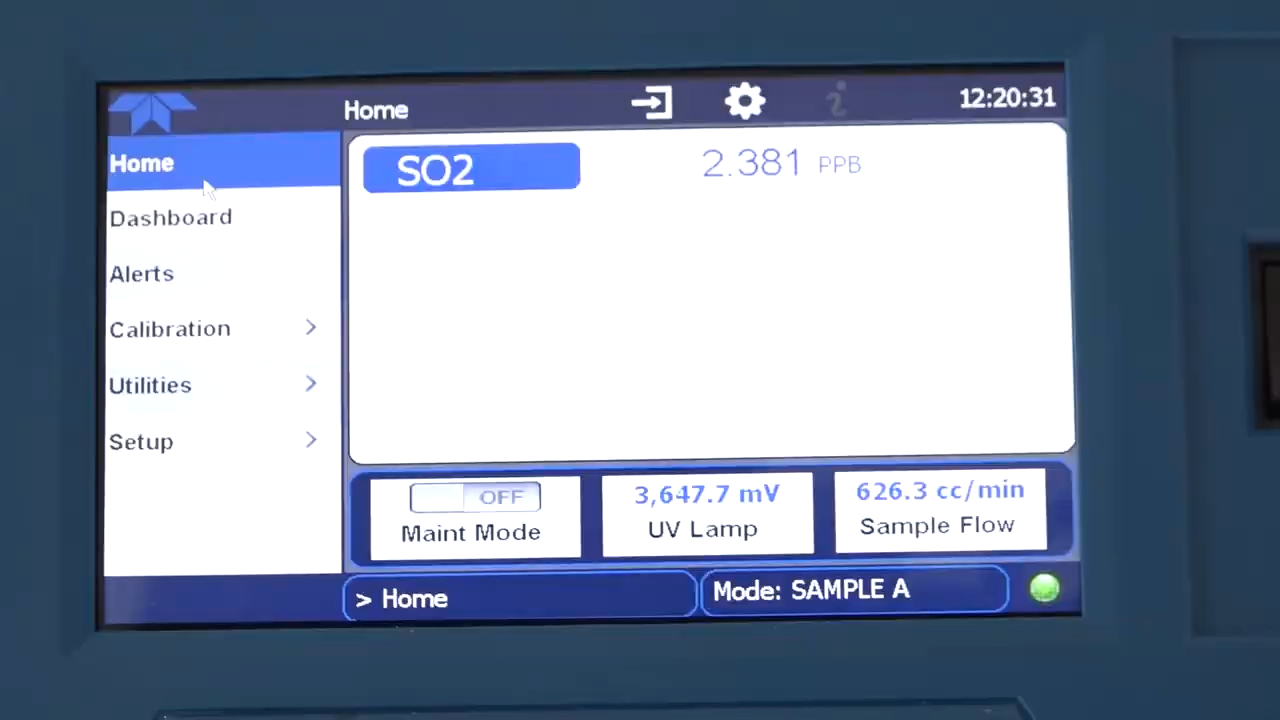 Home
12:20:31
Home
Dashboard
Alerts
Calibration
Utilities
Setup
SO2
2.381 PPB
OFF
Maint Mode
3,647.7 mV
UV Lamp
626.3 cc/min
Sample Flow
> Home
Mode: SAMPLE A